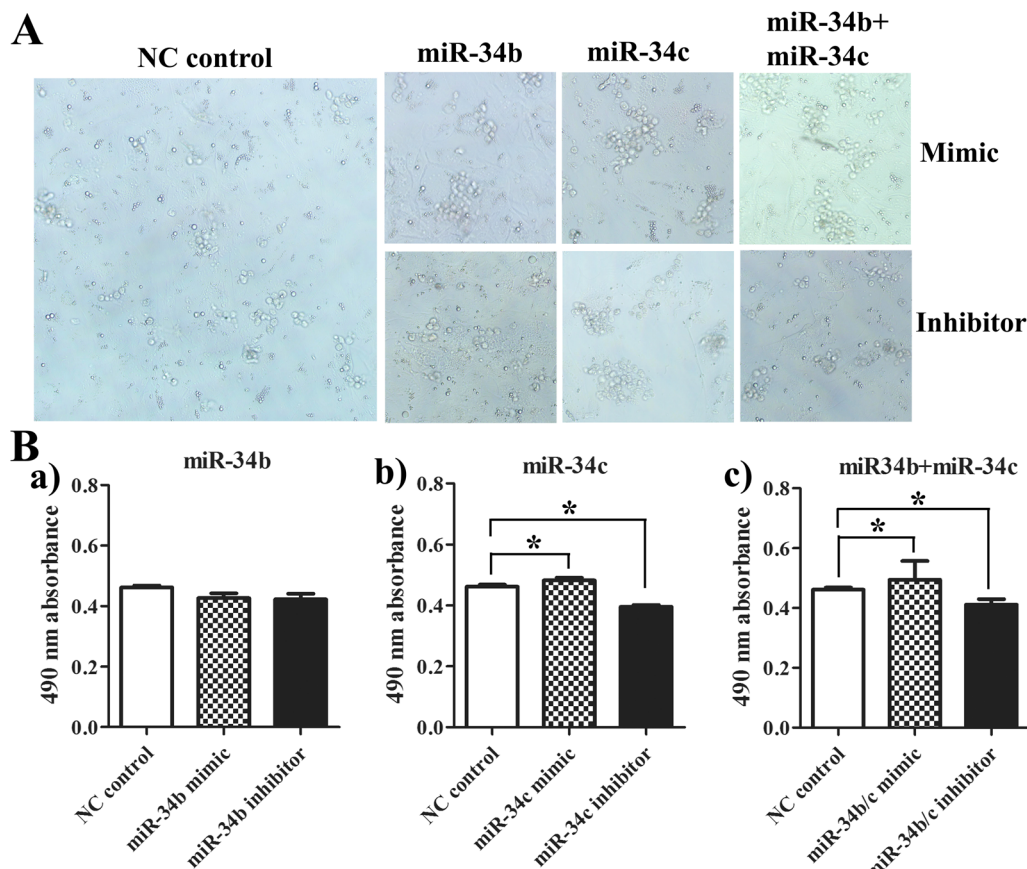 A
NC control
miR-34b
miR-34c
miR-34b+
miR-34c
Mimic
Inhibitor
B
a)
miR-34b
490 nm absorbance
0.8
0.6
0.4
0.2
0.0
NC control
miR-34b mimic
miR-34b inhibitor
b)
miR-34c
490 nm absorbance
0.8
0.6
0.4
0.2
0.0
*
*
NC control
miR-34c mimic
miR-34c inhibitor
c)
miR34b+miR-34c
490 nm absorbance
0.8
0.6
0.4
0.2
0.0
*
*
NC control
miR-34b/c mimic
miR-34b/c inhibitor